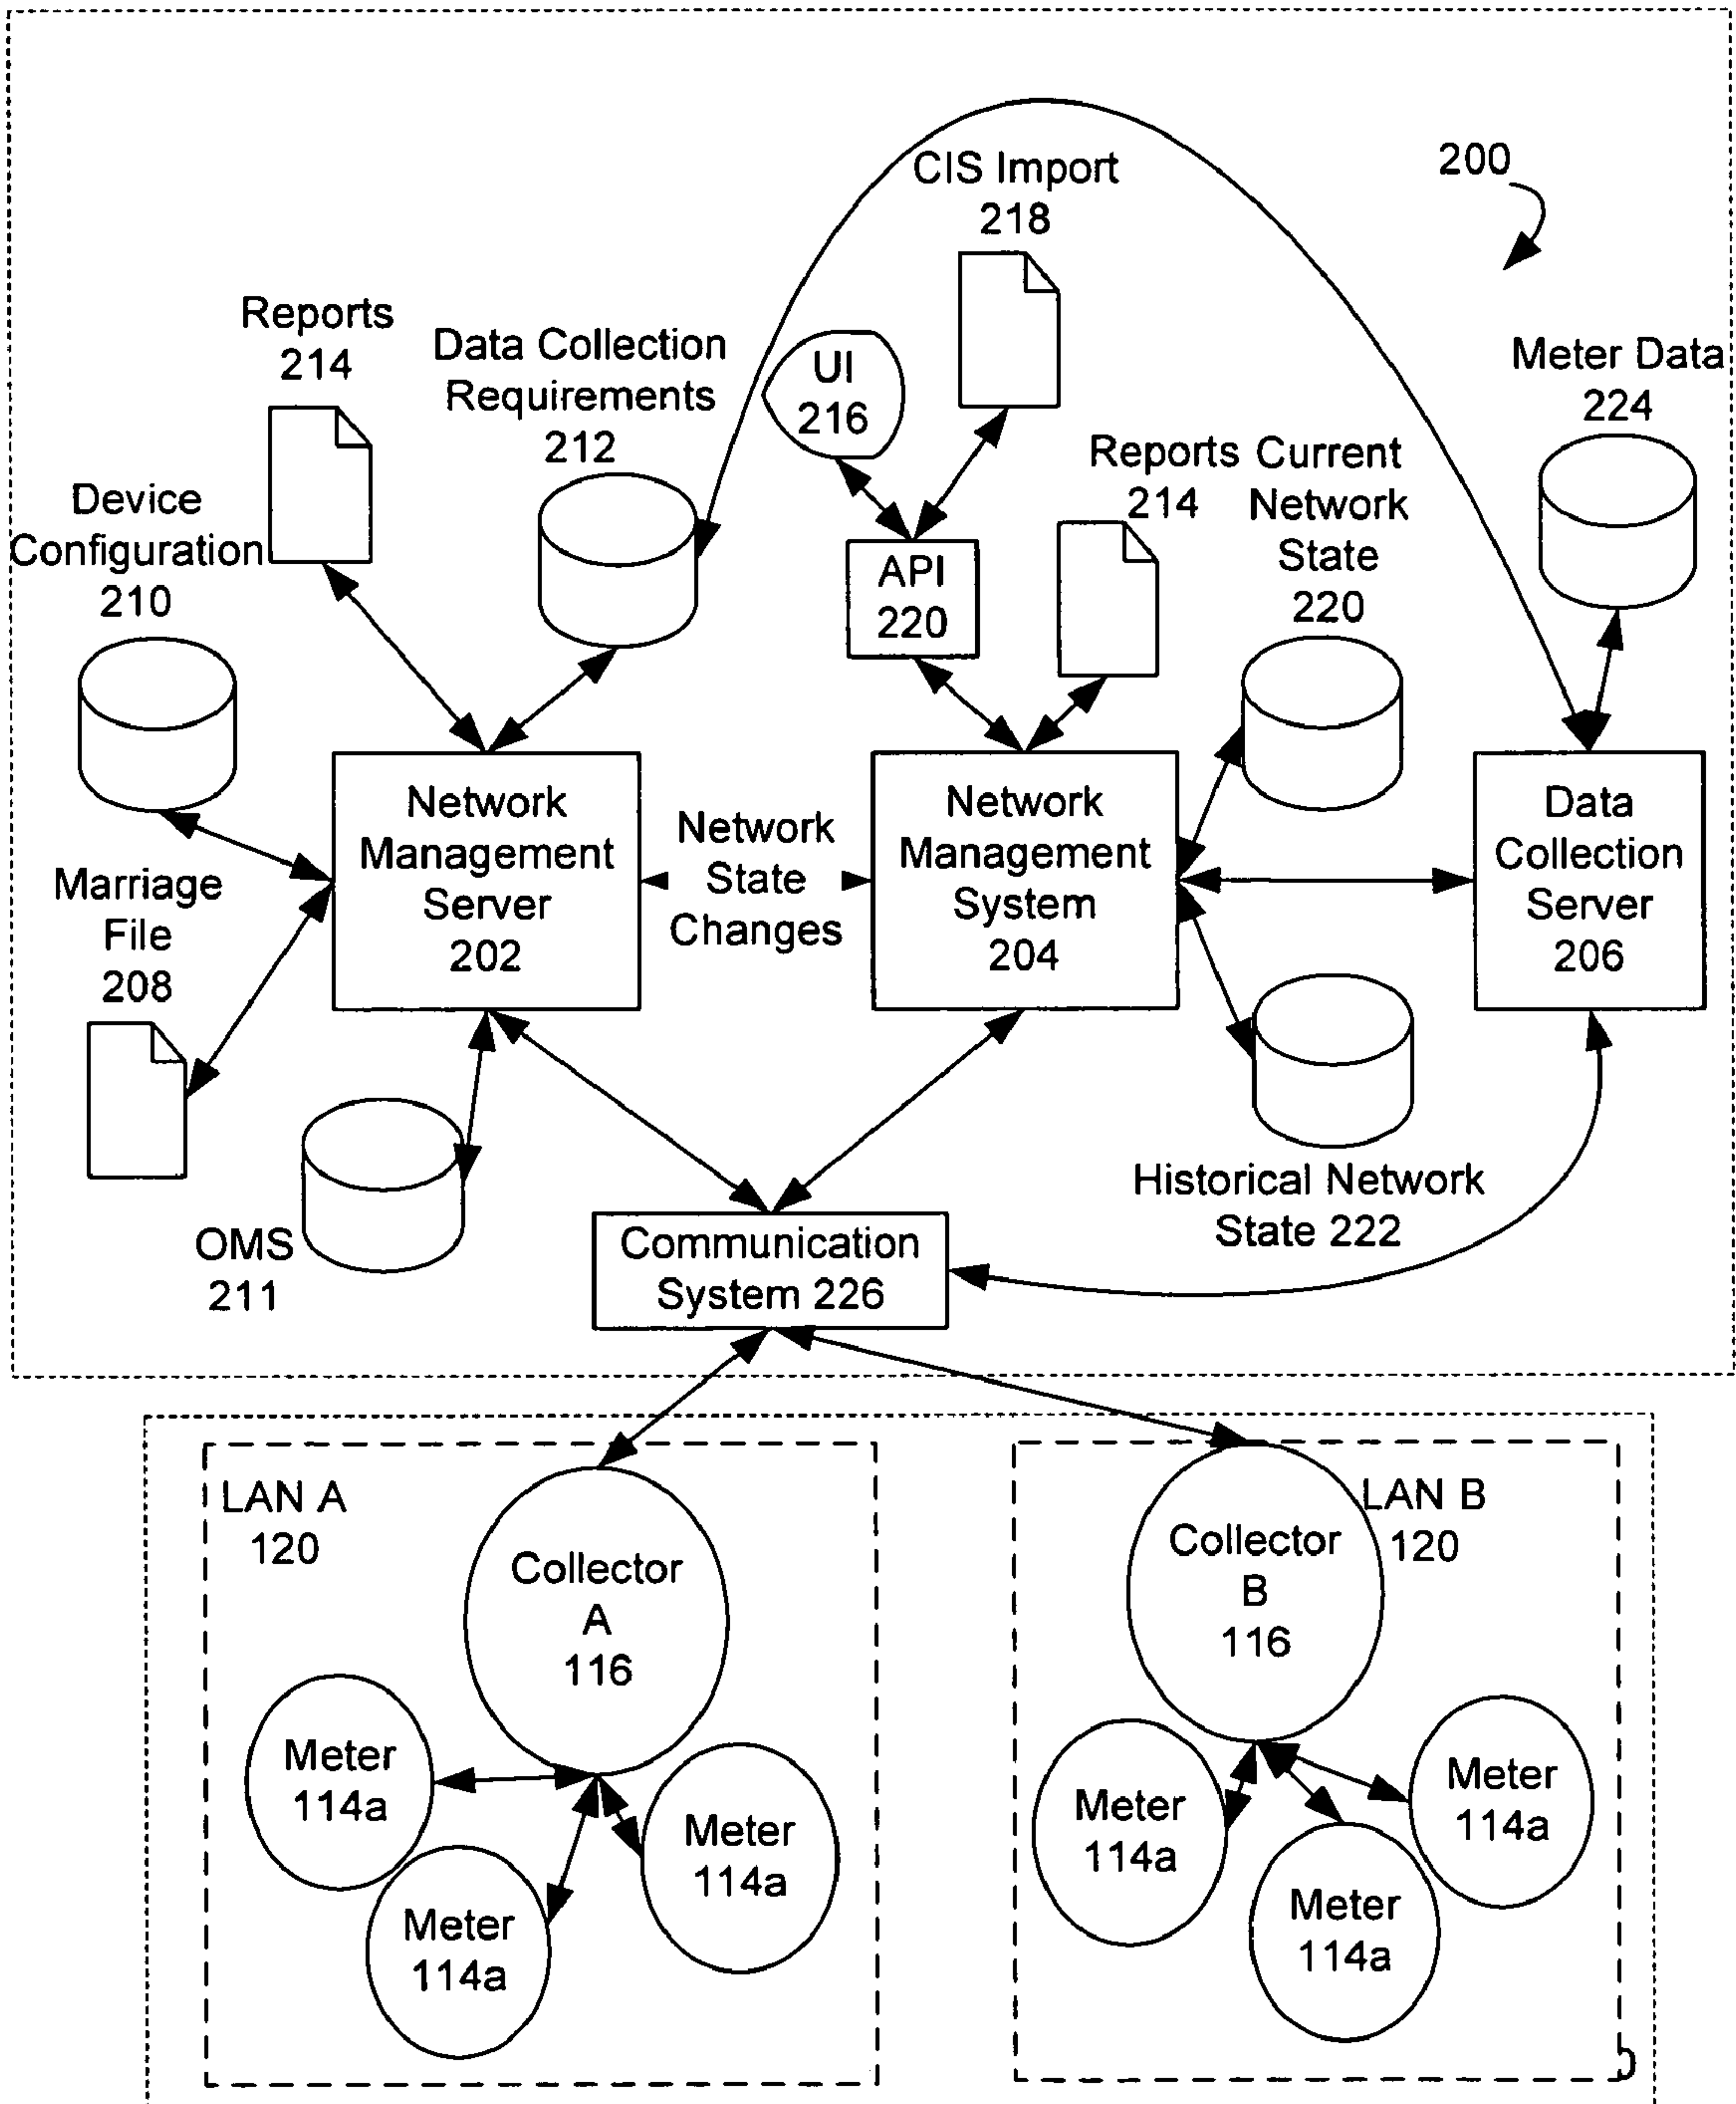 200
CIS Import
218
Reports
214
Data Collection
Requirements
212
UI
216
Meter Data
224
Device
Configuration
210
Reports
214
Current
Network
State
220
API
220
Network
Management
Server
202
Network
State
Changes
Network
Management
System
204
Data
Collection
Server
206
Marriage
File
208
OMS
211
Historical Network
State 222
Communication
System 226
LAN A
120
Collector
A
116
Meter
114a
Meter
114a
Meter
114a
LAN B
120
Collector
B
116
Meter
114a
Meter
114a
Meter
114a